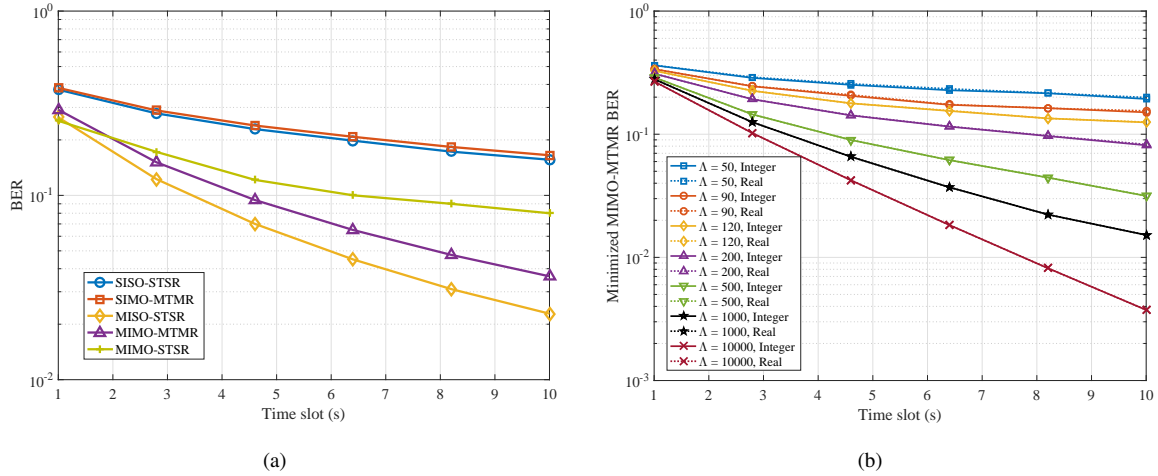 10^0
10^-1
10^-2
BER
1 2 3 4 5 6 7 8 9 10
Time slot (s)
SISO-STSR
SIMO-MTMR
MISO-STSR
MIMO-MTMR
MIMO-STSR
(a)
10^0
10^-1
10^-2
10^-3
Minimized MIMO-MTMR BER
1 2 3 4 5 6 7 8 9 10
Time slot (s)
Λ = 50, Integer
Λ = 50, Real
Λ = 90, Integer
Λ = 90, Real
Λ = 120, Integer
Λ = 120, Real
Λ = 200, Integer
Λ = 200, Real
Λ = 500, Integer
Λ = 500, Real
Λ = 1000, Integer
Λ = 1000, Real
Λ = 10000, Integer
Λ = 10000, Real
(b)